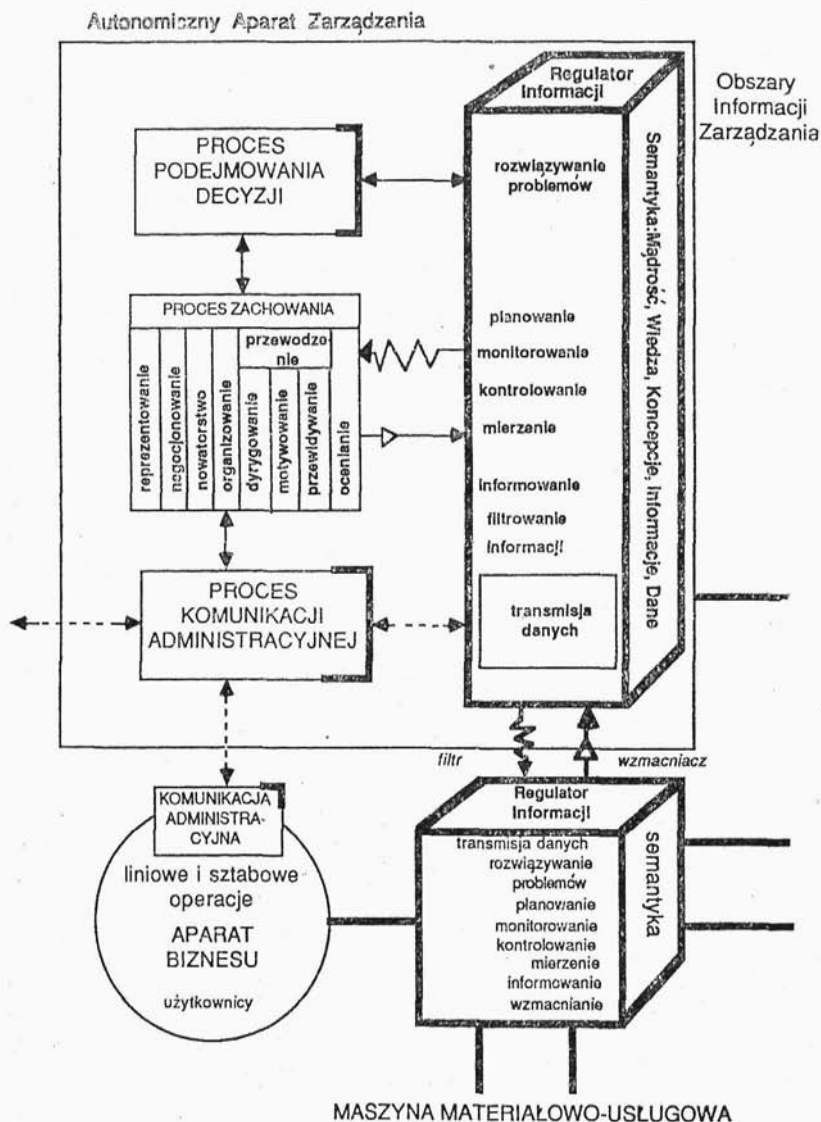 Autonomiczny Aparat Zarządzania
Obszary
Informacji
Zarządzania
Regulator
Informacji
Semantyka:Mądrość, Wiedza, Koncepcje, Informacje, Dane
PROCES
PODEJMOWANIA
DECYZJI
rozwiązywanie
problemów
planowanie
monitorowanie
kontrolowanie
mierzenie
informowanie
filtrowanie
informacji
transmisja
danych
PROCES ZACHOWANIA
reprezentowanie
negocjonowanie
nowatorstwo
organizowanie
przewodze-
nie
dyrygowanie
motywowanie
przewidywanie
ocenianie
PROCES
KOMUNIKACJI
ADMINISTRACYJNEJ
filtr
wzmacniacz
KOMUNIKACJA
ADMINISTRA-
CYJNA
liniowe i sztabowe
operacje
APARAT
BIZNESU
użytkownicy
Regulator
Informacji
semantyka
transmisja danych
rozwiązywanie
problemów
planowanie
monitorowanie
kontrolowanie
mierzenie
informowanie
wzmacnianie
MASZYNA MATERIAŁOWO-USŁUGOWA